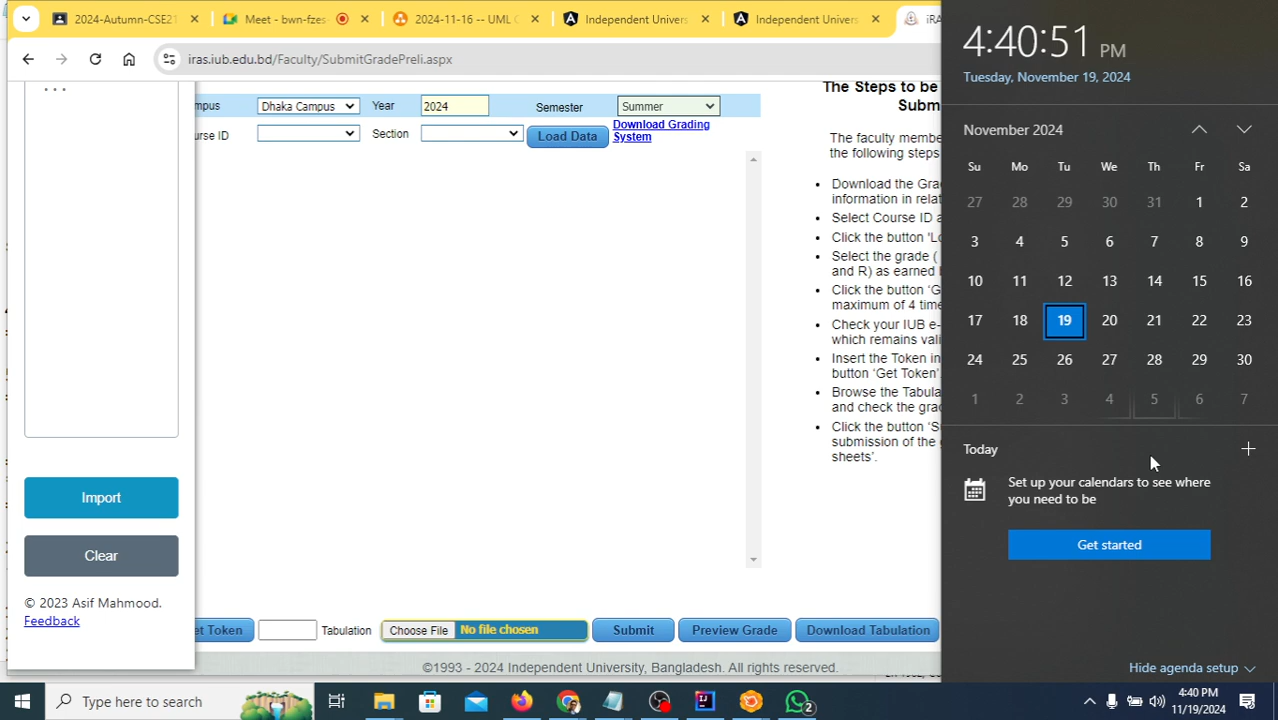 2024-Autumn-CSE21
Meet - bwn-fzes
2024-11-16 -- UML C
Independent Univers
Independent Univers
iRA
iras.iub.edu.bd/Faculty/SubmitGradePreli.aspx
...
mpus
Dhaka Campus
Year
2024
Semester
Summer
urse ID
Section
Load Data
Download Grading
System
The Steps to be
Subm
The faculty membe
the following steps
• Download the Gra
information in relat
• Select Course ID a
• Click the button 'Lo
• Select the grade (
and R) as earned
• Click the button 'G
maximum of 4 time
• Check your IUB e-
which remains vali
• Insert the Token in
button 'Get Token'
• Browse the Tabula
and check the grad
• Click the button 'S
submission of the g
sheets'.
Import
Clear
© 2023 Asif Mahmood.
Feedback
et Token
Tabulation
Choose File
No file chosen
Submit
Preview Grade
Download Tabulation
©1993 - 2024 Independent University, Bangladesh. All rights reserved.
4:40:51 PM
Tuesday, November 19, 2024
November 2024
Su Mo Tu We Th Fr Sa
27 28 29 30 31 1 2
3 4 5 6 7 8 9
10 11 12 13 14 15 16
17 18 19 20 21 22 23
24 25 26 27 28 29 30
1 2 3 4 5 6 7
Today
Set up your calendars to see where
you need to be
Get started
Hide agenda setup
Type here to search
2
4:40 PM
11/19/2024